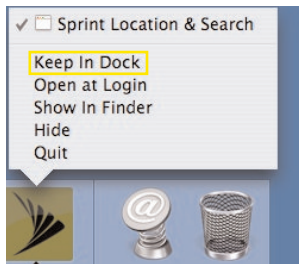 ✓ Sprint Location & Search
Keep In Dock
Open at Login
Show In Finder
Hide
Quit
@